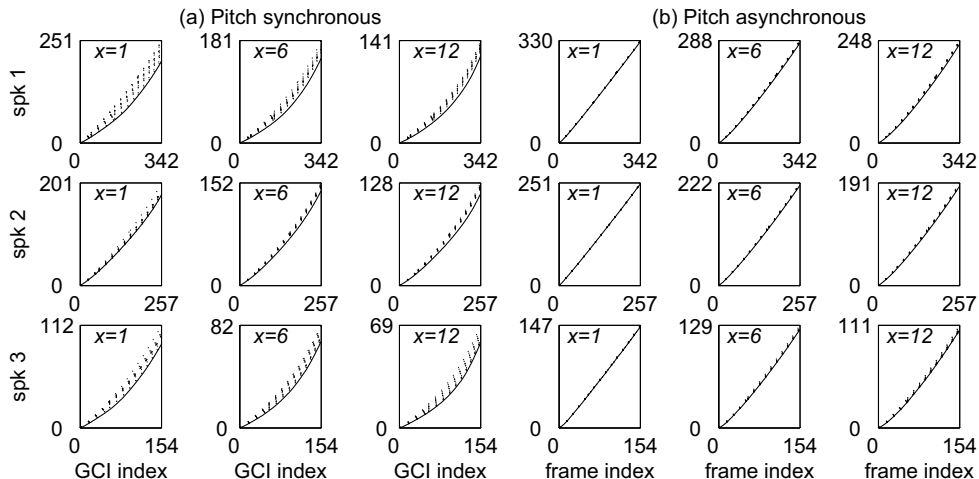 (a) Pitch synchronous (b) Pitch asynchronous
251 181 141 330 288 248
x=1 x=6 x=12 x=1 x=6 x=12
spk 1
0 0 0 0 0 0
0 342 0 342 0 342 0 342 0 342 0 342
201 152 128 251 222 191
x=1 x=6 x=12 x=1 x=6 x=12
spk 2
0 0 0 0 0 0
0 257 0 257 0 257 0 257 0 257 0 257
112 82 69 147 129 111
x=1 x=6 x=12 x=1 x=6 x=12
spk 3
0 0 0 0 0 0
0 154 0 154 0 154 0 154 0 154 0 154
GCI index GCI index GCI index frame index frame index frame index